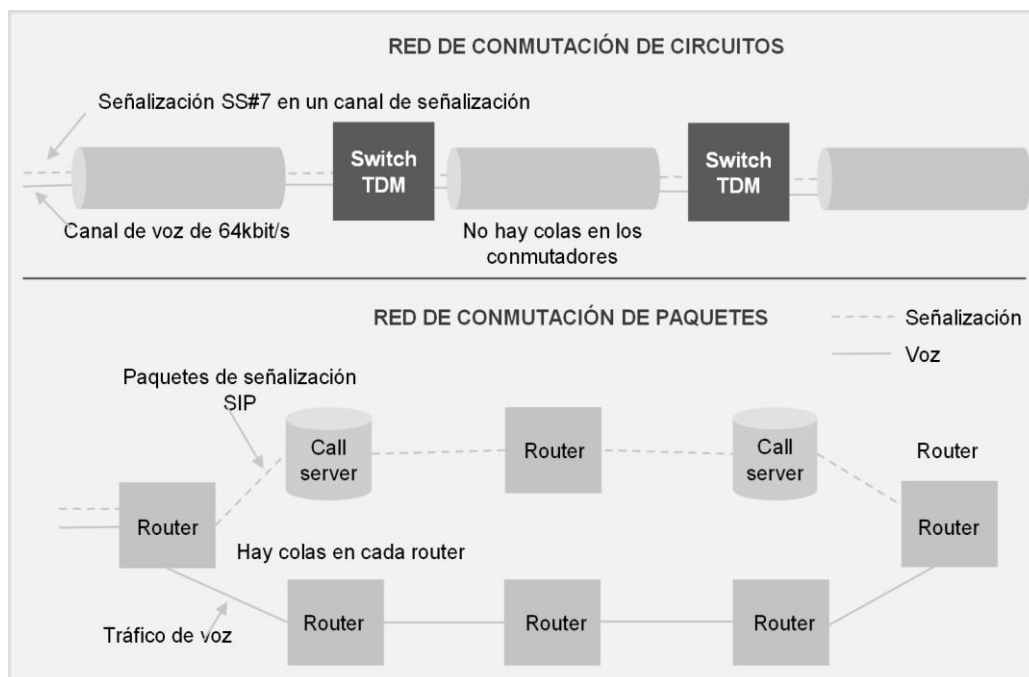 RED DE CONMUTACIÓN DE CIRCUITOS
Señalización SS#7 en un canal de señalización
Switch
TDM
Switch
TDM
Canal de voz de 64kbit/s
No hay colas en los
conmutadores
RED DE CONMUTACIÓN DE PAQUETES
Señalización
Voz
Paquetes de señalización
SIP
Call
server
Router
Call
server
Router
Router
Router
Hay colas en cada router
Router
Router
Router
Tráfico de voz